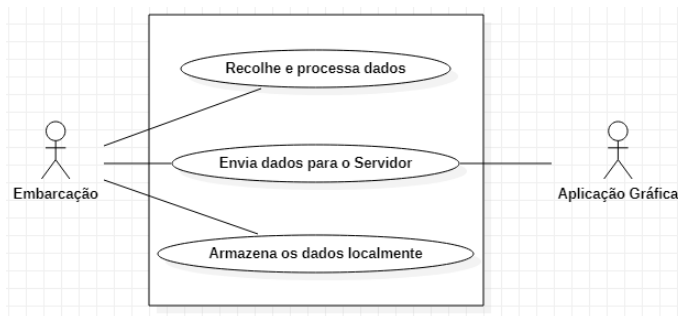 Recolhe e processa dados
Envia dados para o Servidor
Embarcação
Aplicação Gráfica
Armazena os dados localmente